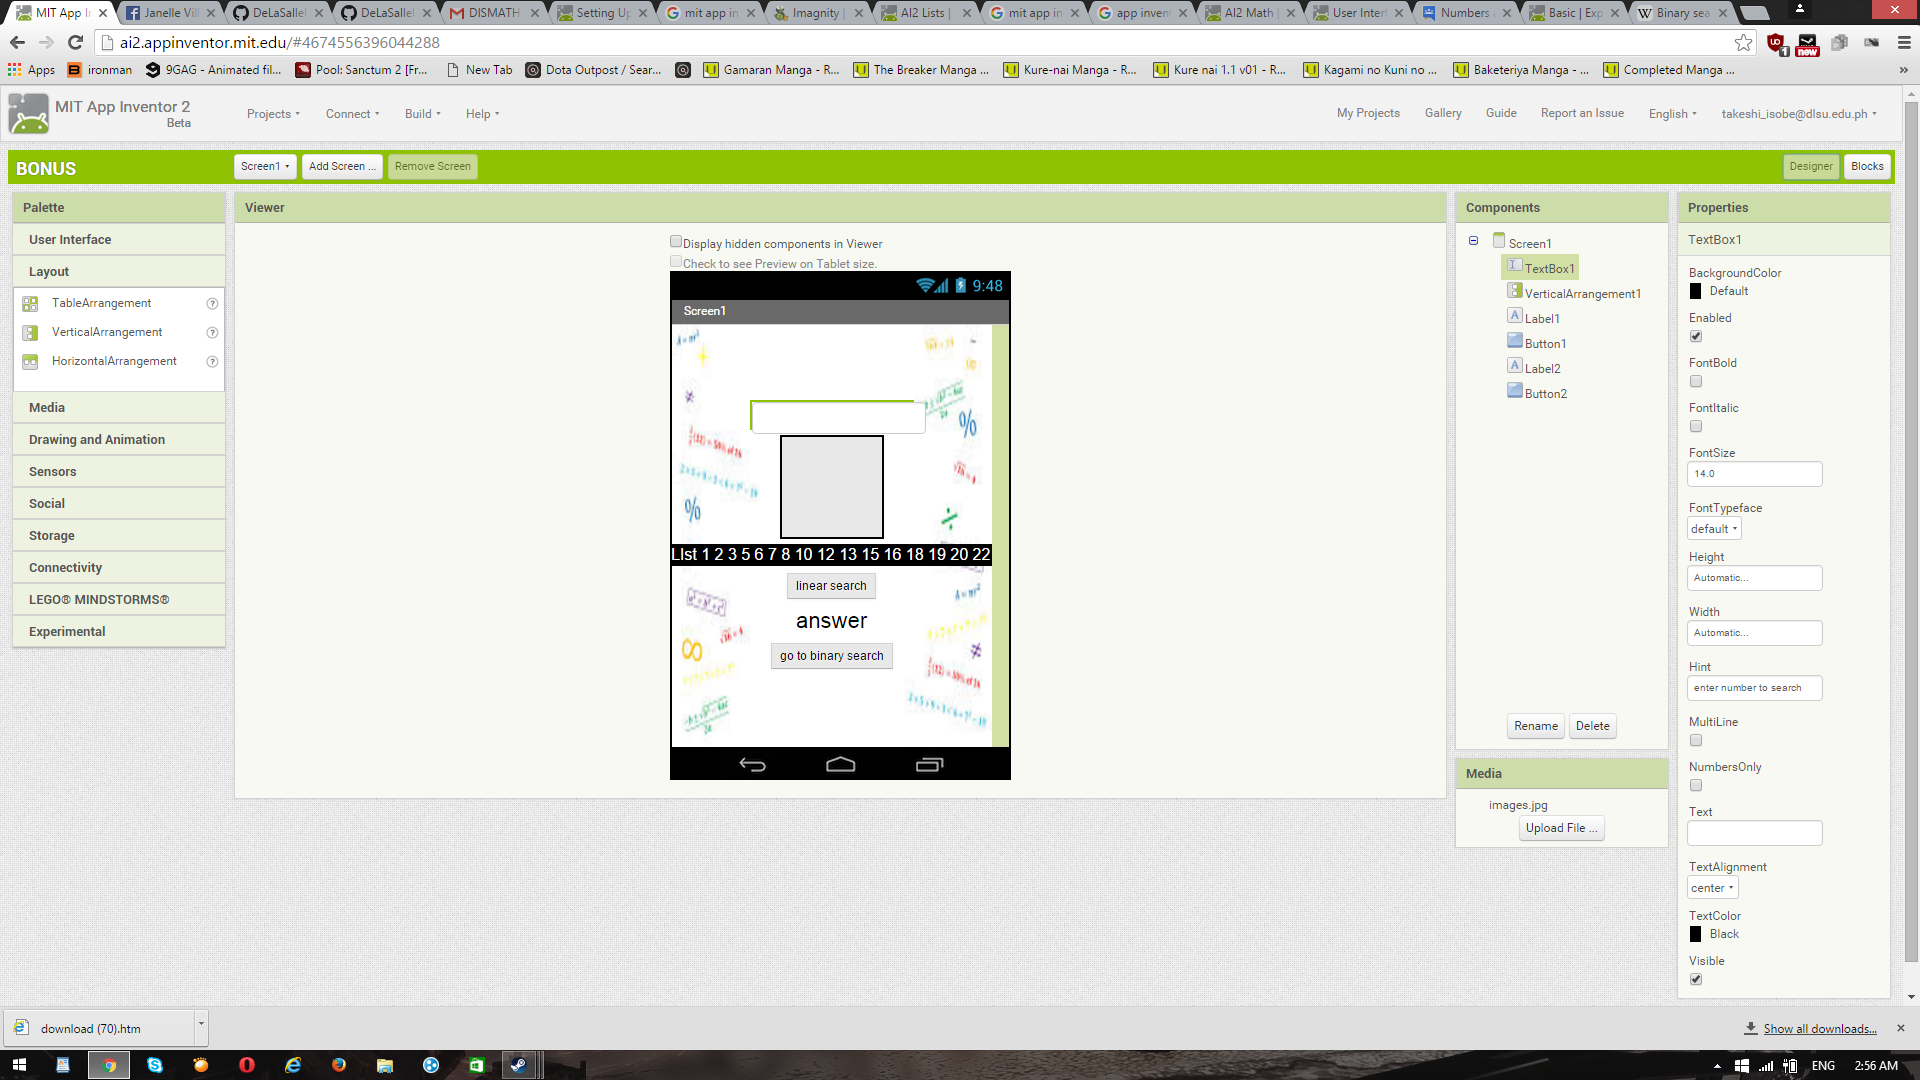 MIT App I
Janelle Vil
DeLaSalle
DeLaSalle
DISMATH
Setting Up
mit app in
Imagnity |
AI2 Lists |
mit app in
app inven
AI2 Math |
User Inter
Numbers
Basic | Exp
Binary sea
ai2.appinventor.mit.edu/#4674556396044288
new
Apps
ironman
9GAG - Animated fil...
Pool: Sanctum 2 [Fr...
New Tab
Dota Outpost / Sear...
Gamaran Manga - R...
The Breaker Manga ...
Kure-nai Manga - R...
Kure nai 1.1 v01 - R...
Kagami no Kuni no ...
Baketeriya Manga - ...
Completed Manga ...
MIT App Inventor 2
Beta
Projects
Connect
Build
Help
My Projects
Gallery
Guide
Report an Issue
English
takeshi_isobe@dlsu.edu.ph
BONUS
Screen1
Add Screen ...
Remove Screen
Designer
Blocks
Palette
User Interface
Layout
TableArrangement
VerticalArrangement
HorizontalArrangement
Media
Drawing and Animation
Sensors
Social
Storage
Connectivity
LEGO® MINDSTORMS®
Experimental
Viewer
Display hidden components in Viewer
Check to see Preview on Tablet size.
9:48
Screen1
LIst 1 2 3 5 6 7 8 10 12 13 15 16 18 19 20 22
linear search
answer
go to binary search
Components
Screen1
TextBox1
VerticalArrangement1
Label1
Button1
Label2
Button2
Rename
Delete
Media
images.jpg
Upload File ...
Properties
TextBox1
BackgroundColor
Default
Enabled
FontBold
FontItalic
FontSize
14.0
FontTypeface
default
Height
Automatic...
Width
Automatic...
Hint
enter number to search
MultiLine
NumbersOnly
Text
TextAlignment
center
TextColor
Black
Visible
download (70).htm
Show all downloads...
ENG
2:56 AM